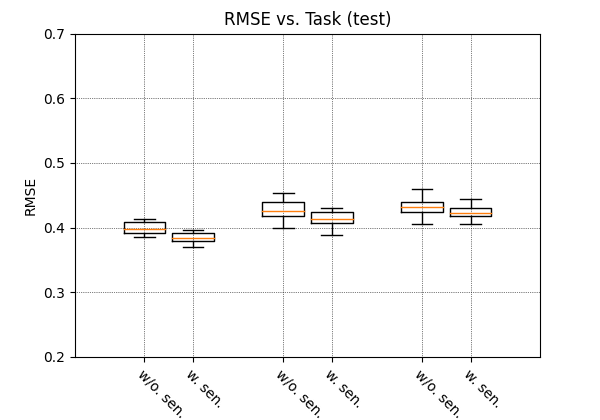 RMSE vs. Task (test)
0.7
0.6
0.5
0.4
0.3
0.2
RMSE
w/o. sen.
w. sen.
w/o. sen.
w. sen.
w/o. sen.
w. sen.